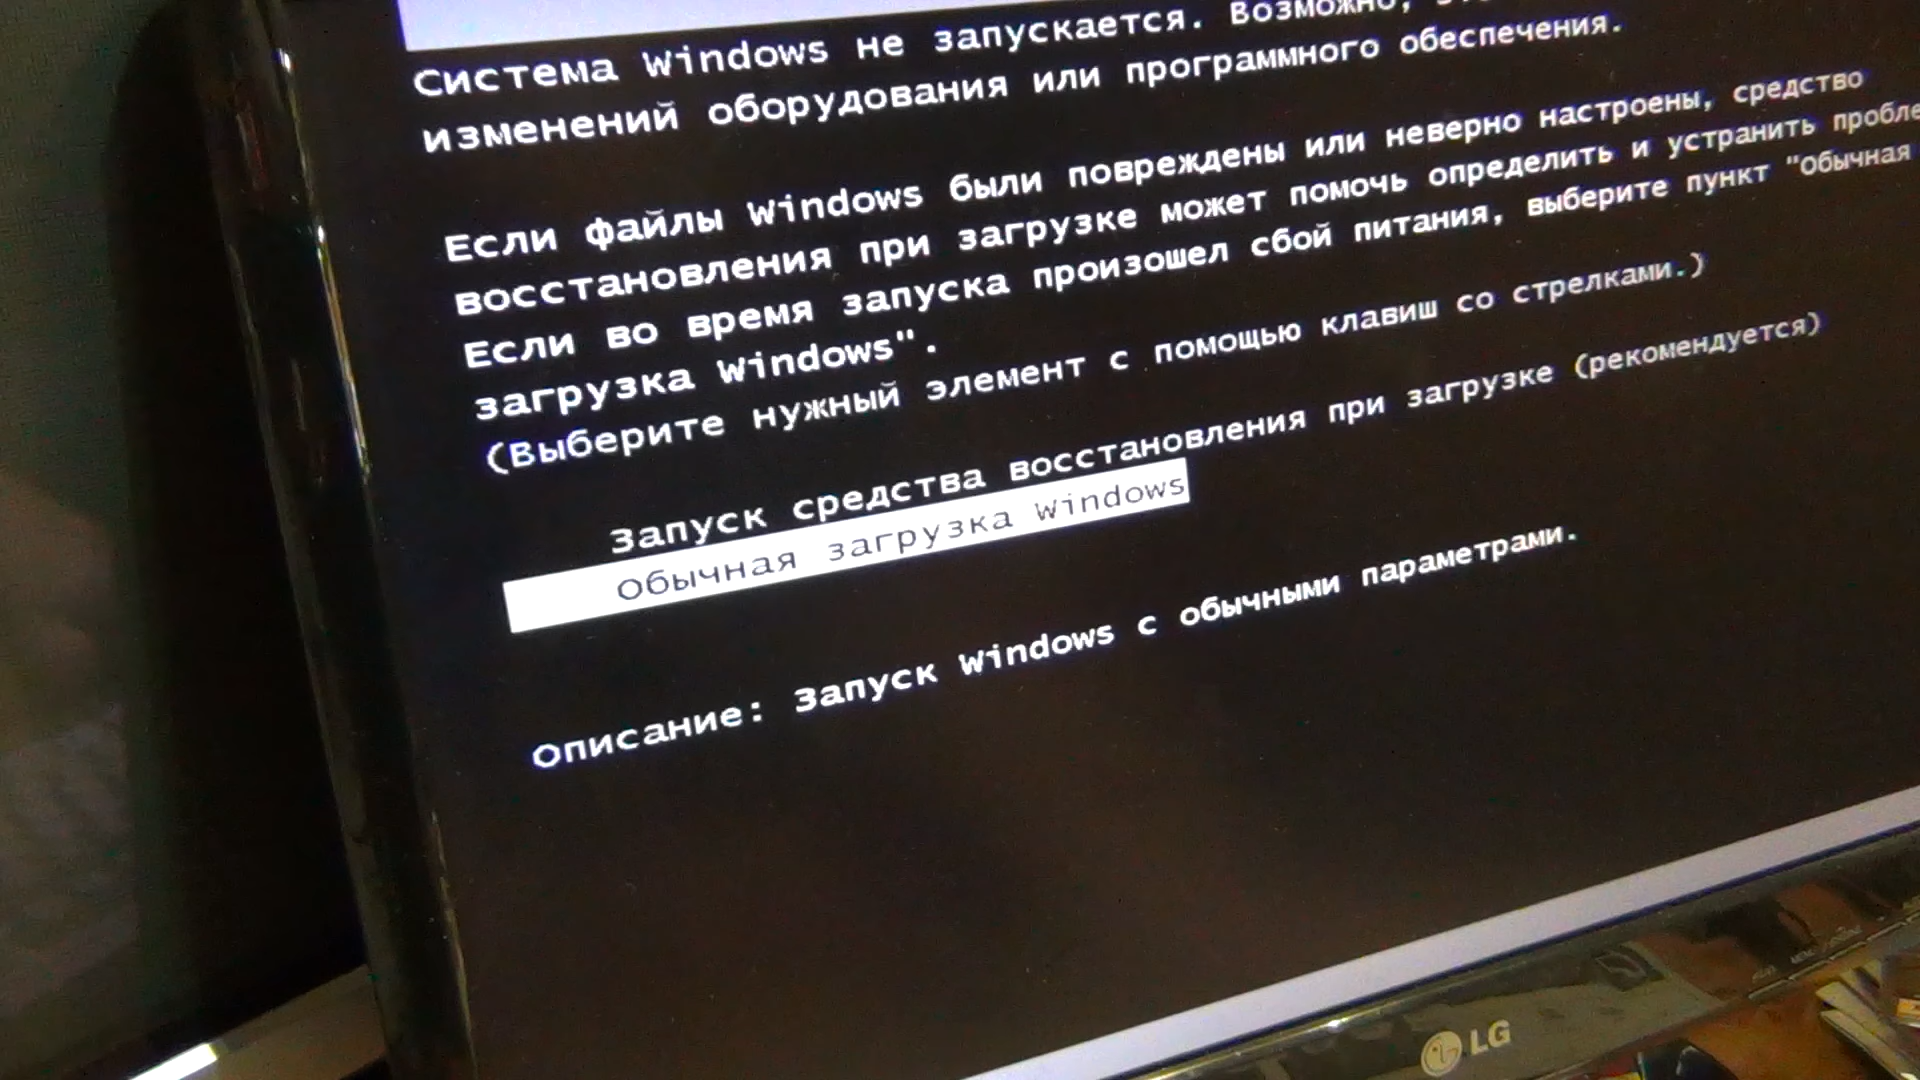 Система Windows не запускается. Возможно,
изменений оборудования или программного обеспечения.
Если файлы Windows были повреждены или неверно настроены, средство
восстановления при загрузке может помочь определить и устранить
Если во время запуска произошел сбой питания, выберите пункт "Обычная
загрузка Windows".
(Выберите нужный элемент с помощью клавиш со стрелками.)
Запуск средства восстановления при загрузке (рекомендуется)
Обычная загрузка Windows
Описание: Запуск Windows с обычными параметрами.
LG